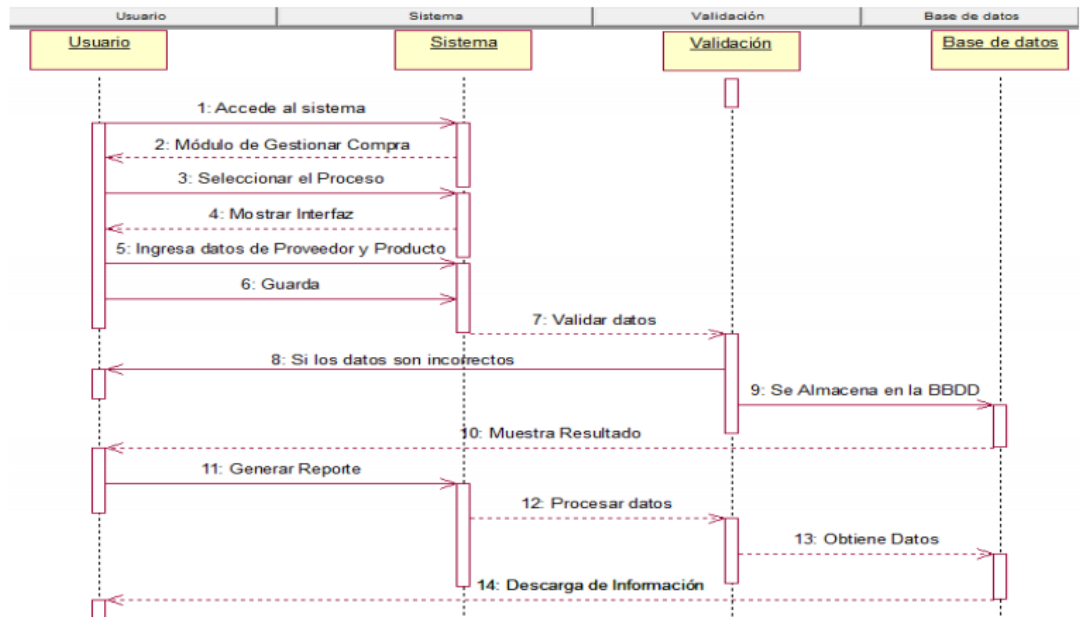 Usuario
Sistema
Validación
Base de datos
Usuario
Sistema
Validación
Base de datos
1: Accede al sistema
2: Módulo de Gestionar Compra
3: Seleccionar el Proceso
4: Mostrar Interfaz
5: Ingresa datos de Proveedor y Producto
6: Guarda
7: Validar datos
8: Si los datos son incorrectos
9: Se Almacena en la BBDD
10: Muestra Resultado
11: Generar Reporte
12: Procesar datos
13: Obtiene Datos
14: Descarga de Información